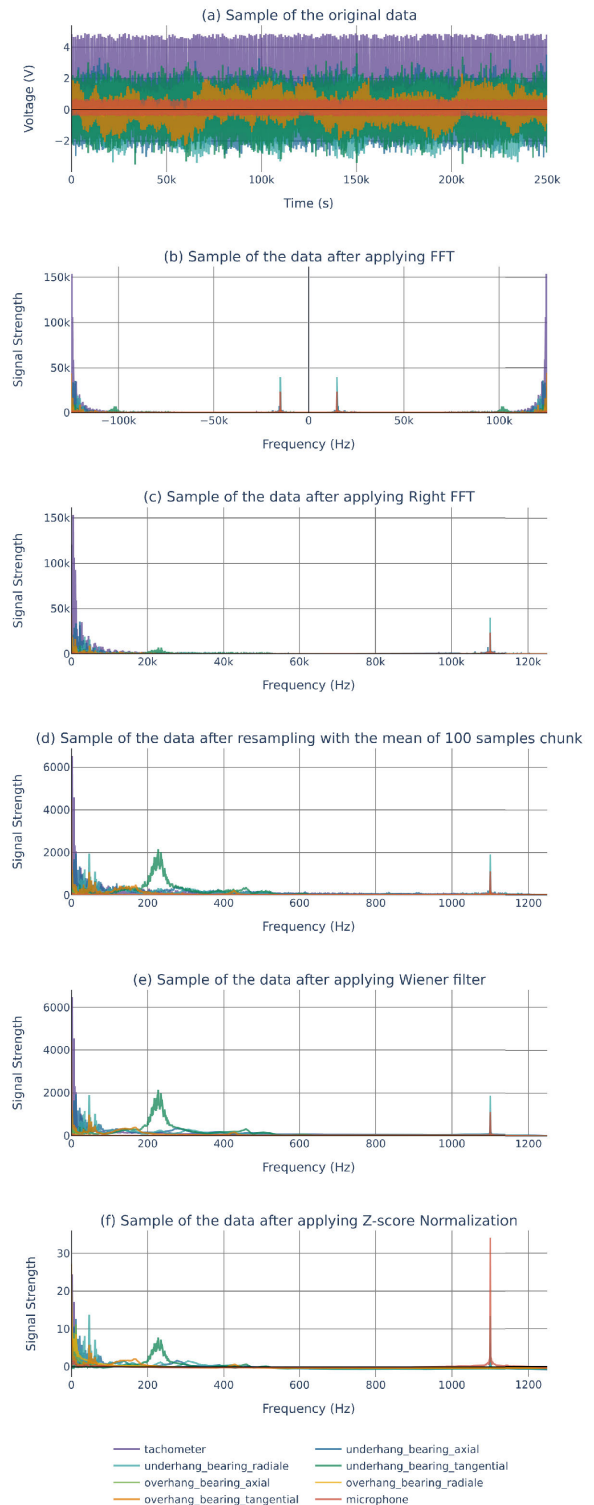 (a) Sample of the original data
4
2
0
−2
Voltage (V)
0
50k
100k
150k
200k
250k
Time (s)
(b) Sample of the data after applying FFT
150k
100k
50k
0
Signal Strength
−100k
−50k
0
50k
100k
Frequency (Hz)
(c) Sample of the data after applying Right FFT
150k
100k
50k
0
Signal Strength
0
20k
40k
60k
80k
100k
120k
Frequency (Hz)
(d) Sample of the data after resampling with the mean of 100 samples chunk
6000
4000
2000
0
Signal Strength
0
200
400
600
800
1000
1200
Frequency (Hz)
(e) Sample of the data after applying Wiener filter
6000
4000
2000
0
Signal Strength
0
200
400
600
800
1000
1200
Frequency (Hz)
(f) Sample of the data after applying Z-score Normalization
30
20
10
0
Signal Strength
0
200
400
600
800
1000
1200
Frequency (Hz)
tachometer
underhang_bearing_axial
underhang_bearing_radiale
underhang_bearing_tangential
overhang_bearing_axial
overhang_bearing_radiale
overhang_bearing_tangential
microphone